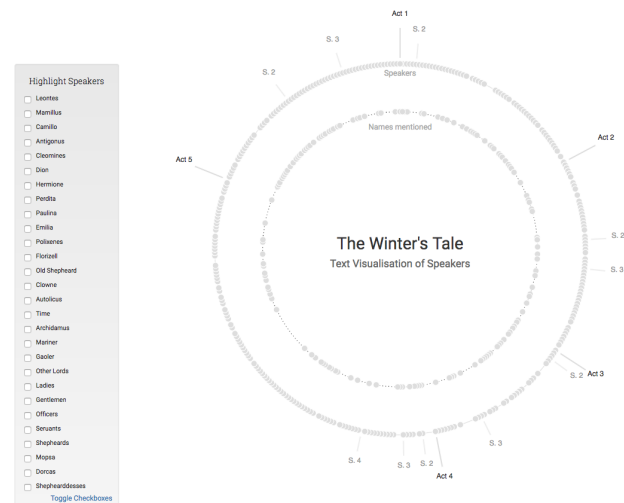 Highlight Speakers
Leontes
Mamillus
Camillo
Antigonus
Cleomines
Dion
Hermione
Perdita
Paulina
Emilia
Polixenes
Florizell
Old Shepheard
Clowne
Autolicus
Time
Archidamus
Mariner
Gaoler
Other Lords
Ladies
Gentlemen
Officers
Seruants
Shepheards
Mopsa
Dorcas
Shephearddesses
Toggle Checkboxes
Act 1
S. 2
S. 3
S. 2
Speakers
Names mentioned
Act 2
Act 5
S. 2
The Winter's Tale
Text Visualisation of Speakers
S. 3
Act 3
S. 2
S. 3
S. 4
S. 3
S. 2
Act 4